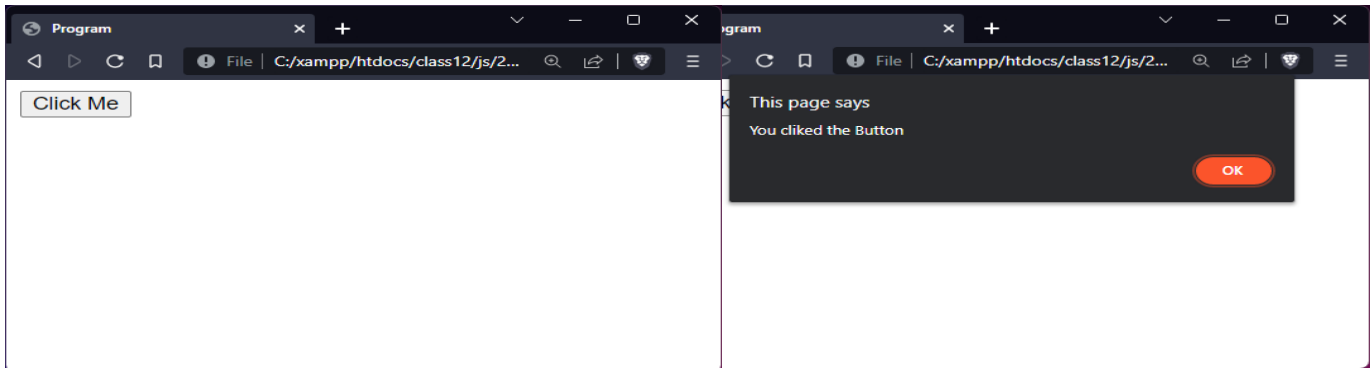 Program
File | C:/xampp/htdocs/class12/js/2...
Click Me
ogram
File | C:/xampp/htdocs/class12/js/2...
k
This page says
You cliked the Button
OK